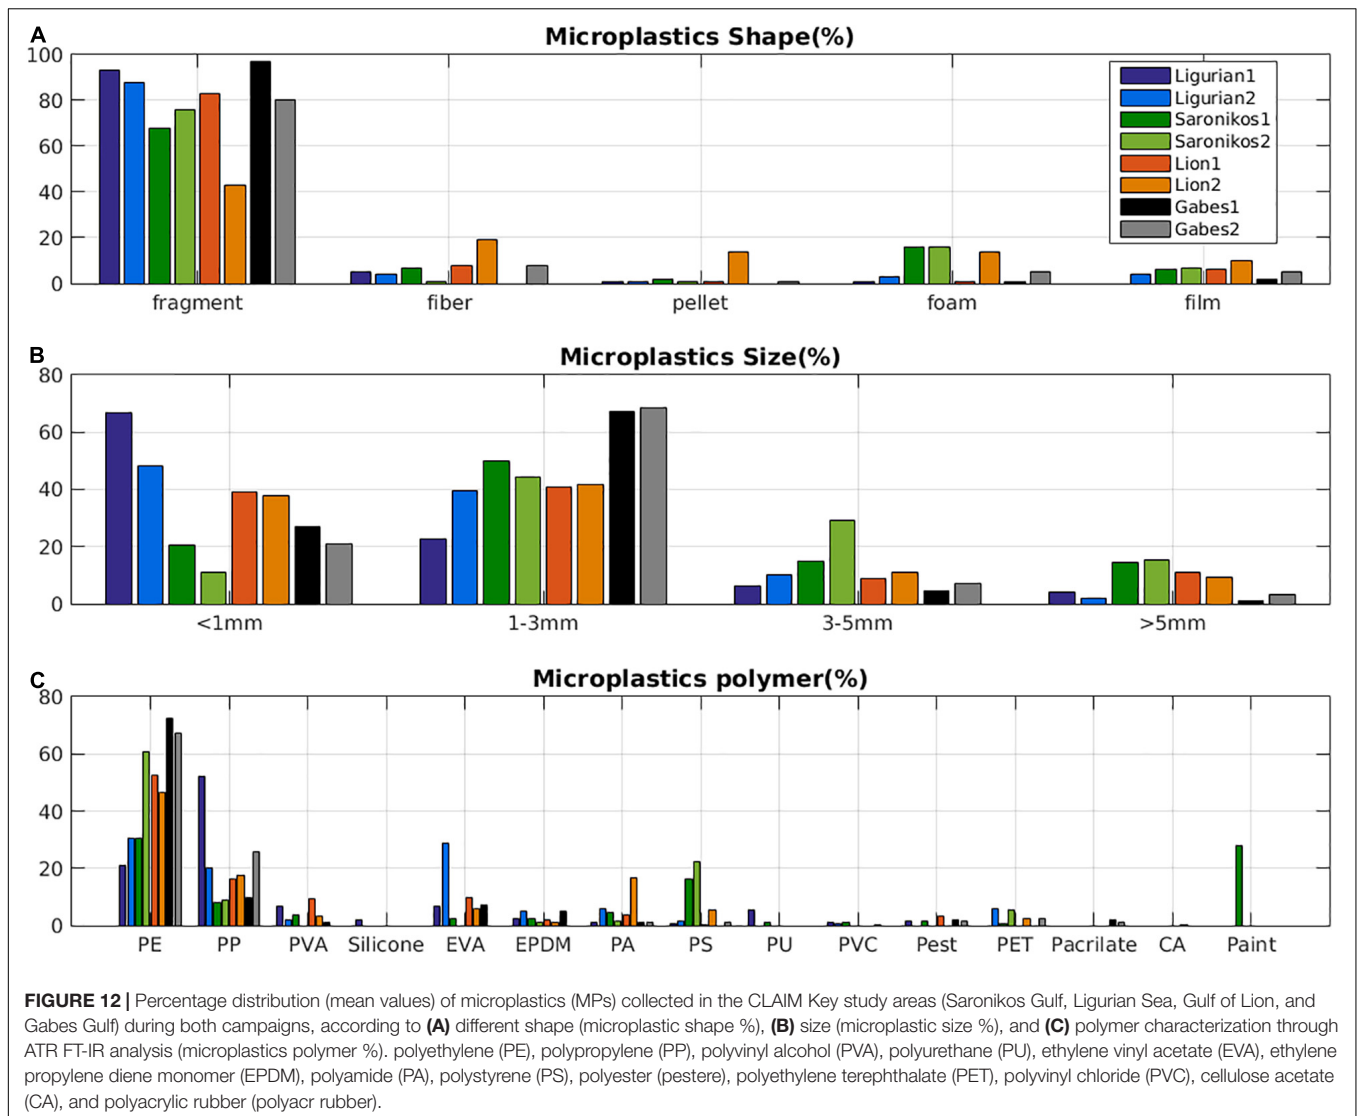 A
Microplastics Shape(%)
100
80
60
40
20
0
fragment fiber pellet foam film
Ligurian1
Ligurian2
Saronikos1
Saronikos2
Lion1
Lion2
Gabes1
Gabes2
B
Microplastics Size(%)
80
60
40
20
0
<1mm 1-3mm 3-5mm >5mm
C
Microplastics polymer(%)
80
60
40
20
0
PE PP PVA Silicone EVA EPDM PA PS PU PVC Pest PET Pacrilate CA Paint
FIGURE 12 | Percentage distribution (mean values) of microplastics (MPs) collected in the CLAIM Key study areas (Saronikos Gulf, Ligurian Sea, Gulf of Lion, and
Gabes Gulf) during both campaigns, according to (A) different shape (microplastic shape %), (B) size (microplastic size %), and (C) polymer characterization through
ATR FT-IR analysis (microplastics polymer %). polyethylene (PE), polypropylene (PP), polyvinyl alcohol (PVA), polyurethane (PU), ethylene vinyl acetate (EVA), ethylene
propylene diene monomer (EPDM), polyamide (PA), polystyrene (PS), polyester (pestere), polyethylene terephthalate (PET), polyvinyl chloride (PVC), cellulose acetate
(CA), and polyacrylic rubber (polyacr rubber).